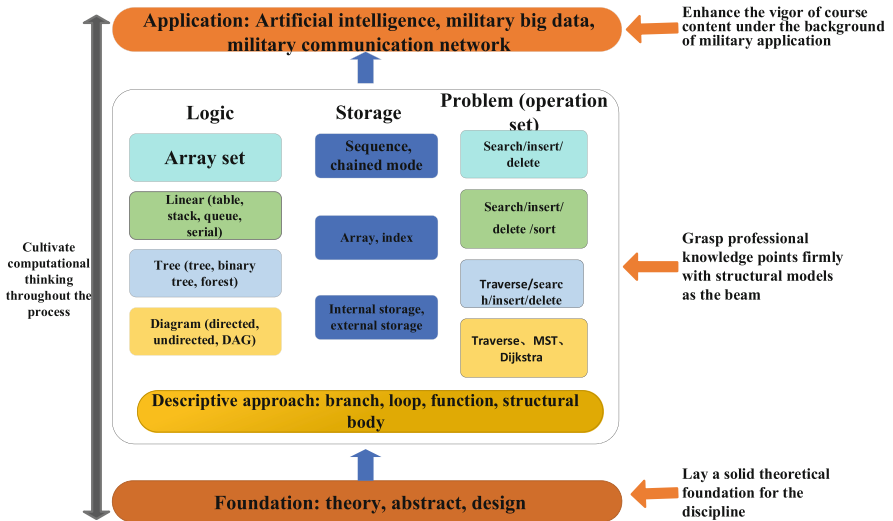 Application: Artificial intelligence, military big data,
military communication network
Enhance the vigor of course
content under the background
of military application
Logic
Storage
Problem (operation
set)
Array set
Sequence,
chained mode
Search/insert/
delete
Linear (table,
stack, queue,
serial)
Array, index
Search/insert/
delete /sort
Cultivate
computational
thinking
throughout the
process
Grasp professional
knowledge points firmly
with structural models
as the beam
Tree (tree, binary
tree, forest)
Traverse/searc
h/insert/delete
Diagram (directed,
undirected, DAG)
Internal storage,
external storage
Traverse、MST、
Dijkstra
Descriptive approach: branch, loop, function, structural
body
Foundation: theory, abstract, design
Lay a solid theoretical
foundation for the
discipline